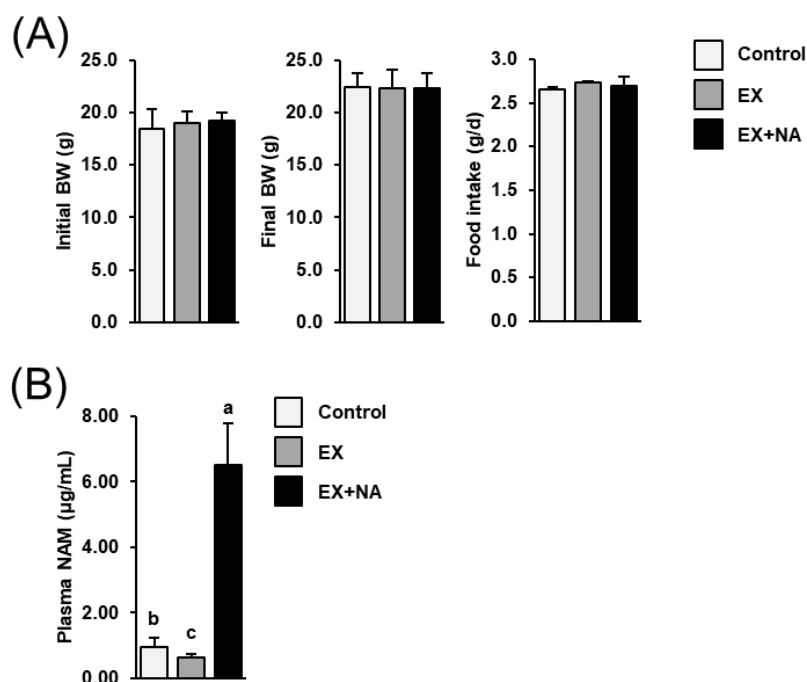 (A)
Initial BW (g)
25.0
20.0
15.0
10.0
5.0
0.0
Final BW (g)
25.0
20.0
15.0
10.0
5.0
0.0
Food intake (g/d)
3.0
2.5
2.0
1.5
1.0
0.5
0.0
Control
EX
EX+NA
(B)
Plasma NAM (µg/mL)
8.00
6.00
4.00
2.00
0.00
b
c
a
Control
EX
EX+NA